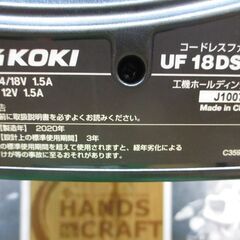 KOKI
コードレスファ
4/18V 1.5A
UF 18DS
12V 1.5A
工機ホールディン
J100
前に取扱説明書を必ずよくお読みください。
Made in C
【製造年】 2020年
【設計上の標準使用期間】 3年
の標準使用期間を超えて使用されますと、経年劣化による
けが等の事故に至るおそれがあります。
C359
HANDS
CRAFT